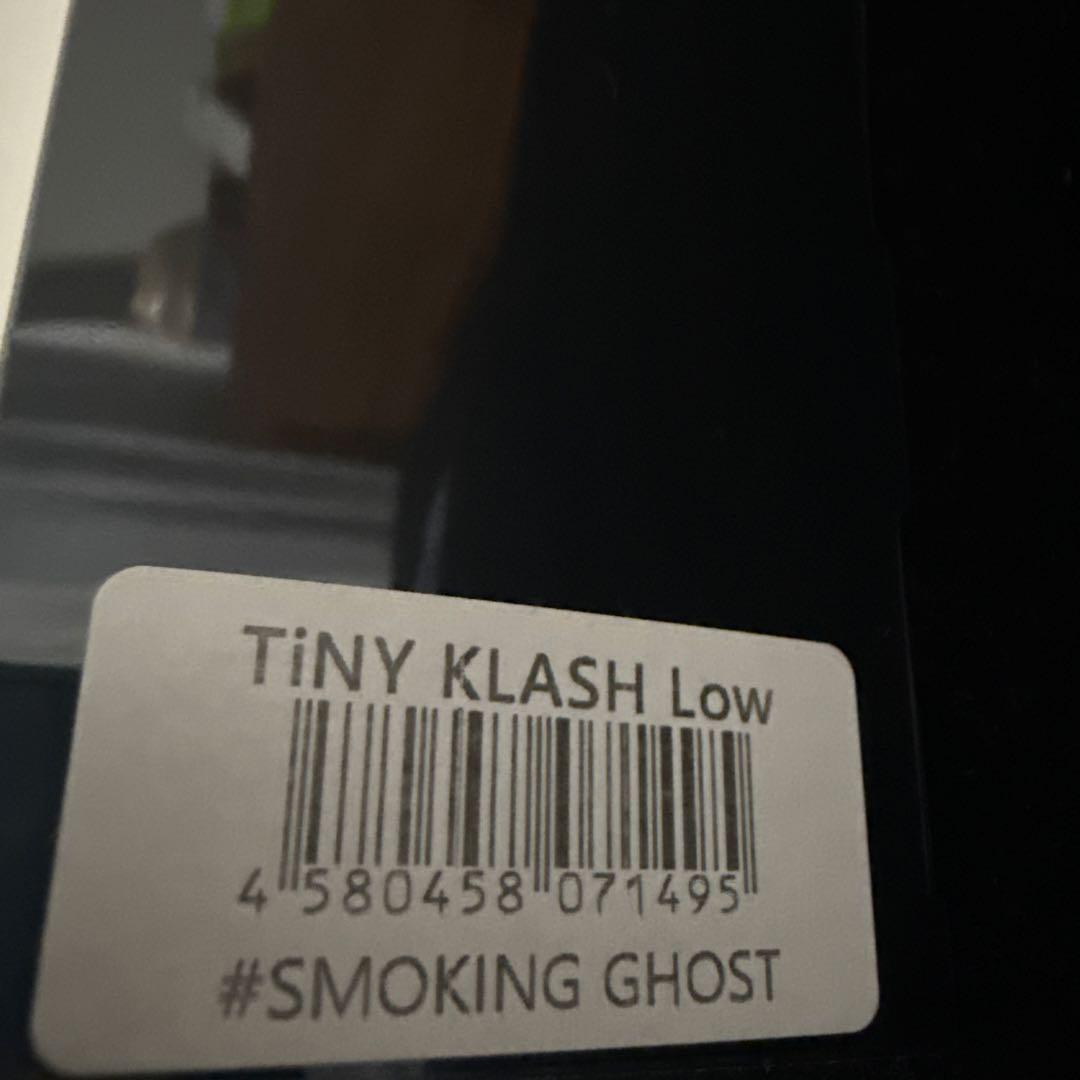 TiNY KLASH Low
4 580458 071495
#SMOKING GHOST